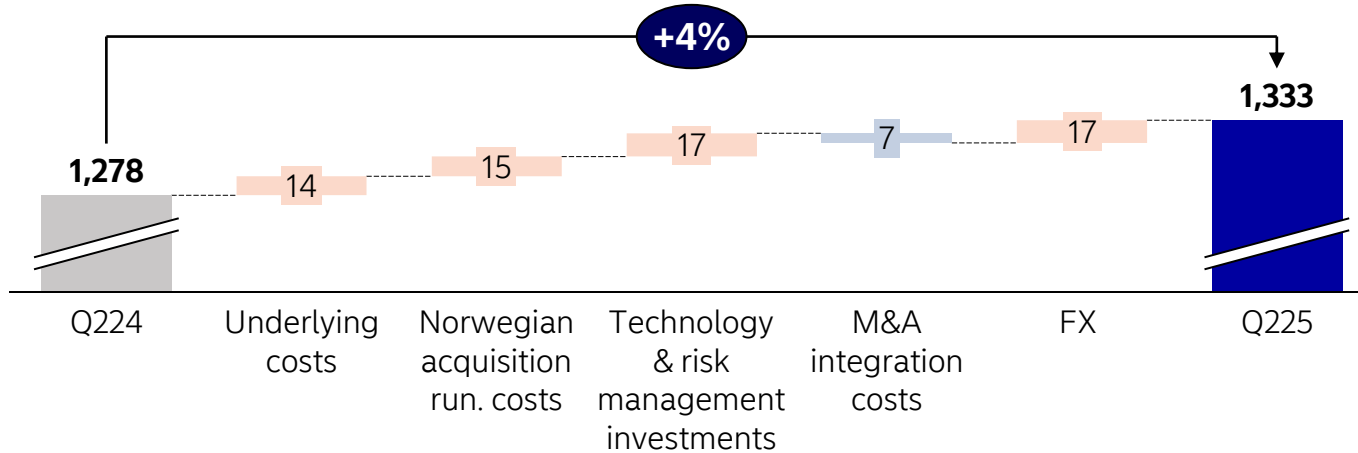 +4%
1,333
1,278
14
15
17
7
17
Q224
Underlying
costs
Norwegian
acquisition
run. costs
Technology
& risk
management
investments
M&A
integration
costs
FX
Q225